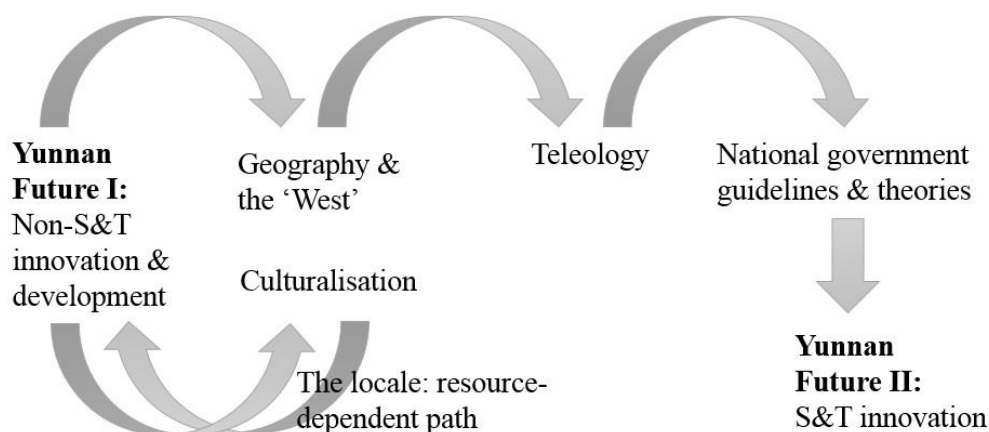 Yunnan
Future I:
Non-S&T
innovation &
development
Geography &
the ‘West’
Culturalisation
The locale: resource-
dependent path
Teleology
National government
guidelines & theories
Yunnan
Future II:
S&T innovation